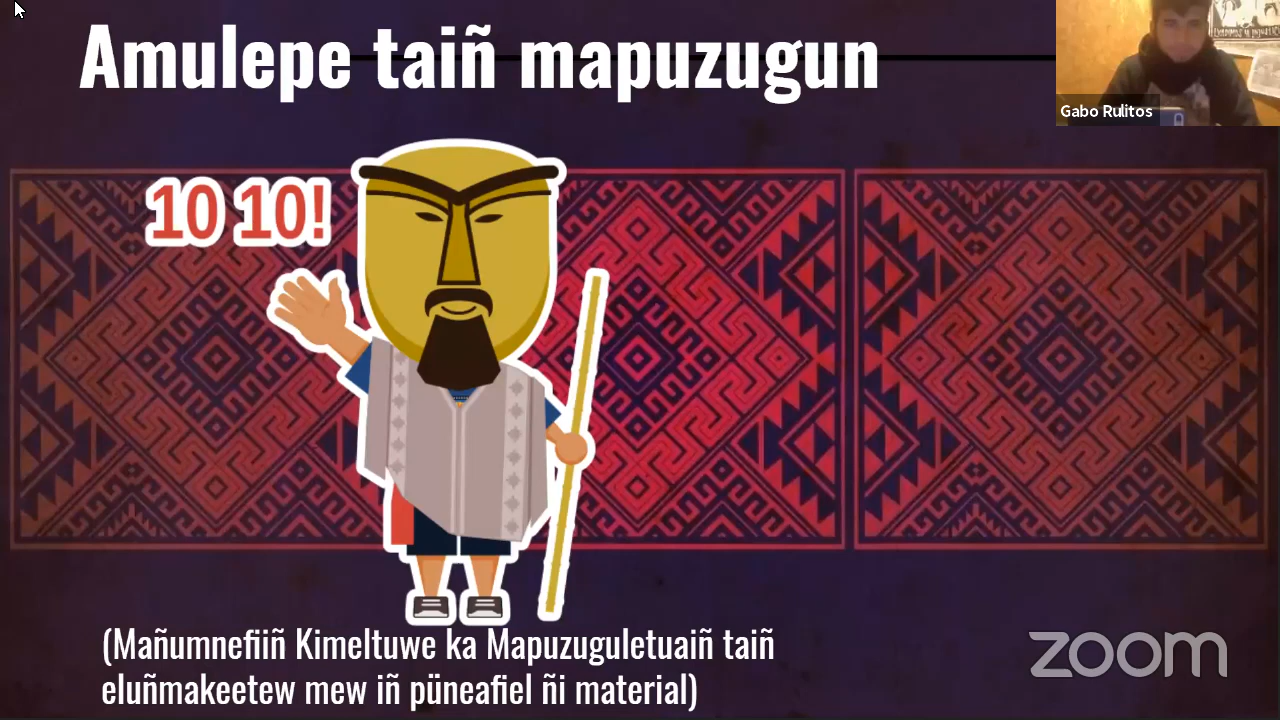 Amulepe taiñ mapuzugun
Gabo Rulitos
10 10!
(Mañumnefiiñ Kimeltuwe ka Mapuzuguletuaiñ taiñ
eluñmakeetew mew iñ püneafiel ñi material)
zoom